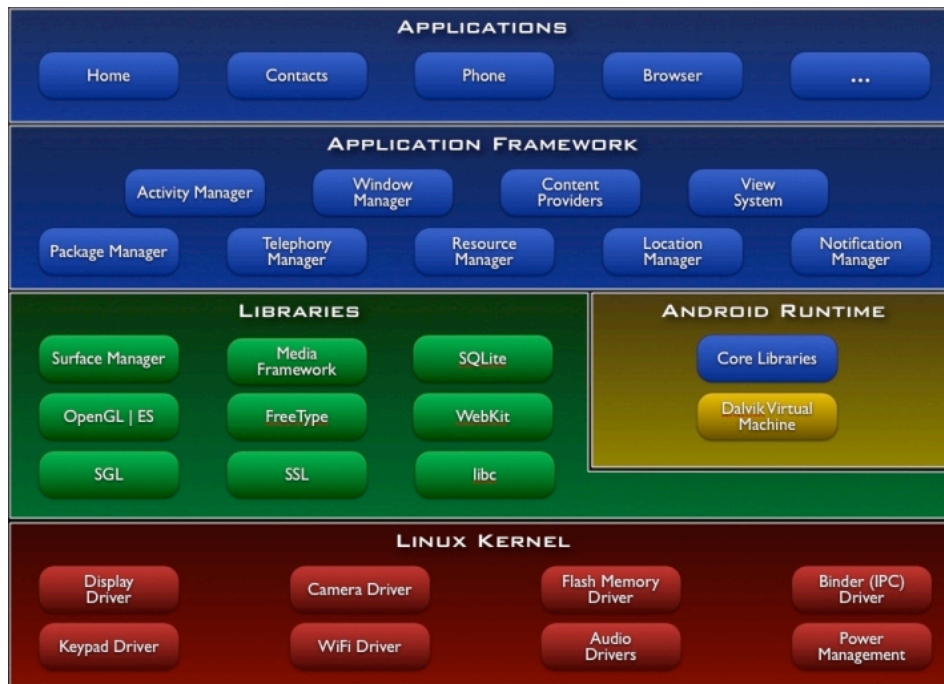 APPLICATIONS
Home
Contacts
Phone
Browser
...
APPLICATION FRAMEWORK
Activity Manager
Window
Manager
Content
Providers
View
System
Package Manager
Telephony
Manager
Resource
Manager
Location
Manager
Notification
Manager
LIBRARIES
Surface Manager
Media
Framework
SQLite
OpenGL | ES
FreeType
WebKit
SGL
SSL
libc
ANDROID RUNTIME
Core Libraries
Dalvik Virtual
Machine
LINUX KERNEL
Display
Driver
Camera Driver
Flash Memory
Driver
Binder (IPC)
Driver
Keypad Driver
WiFi Driver
Audio
Drivers
Power
Management